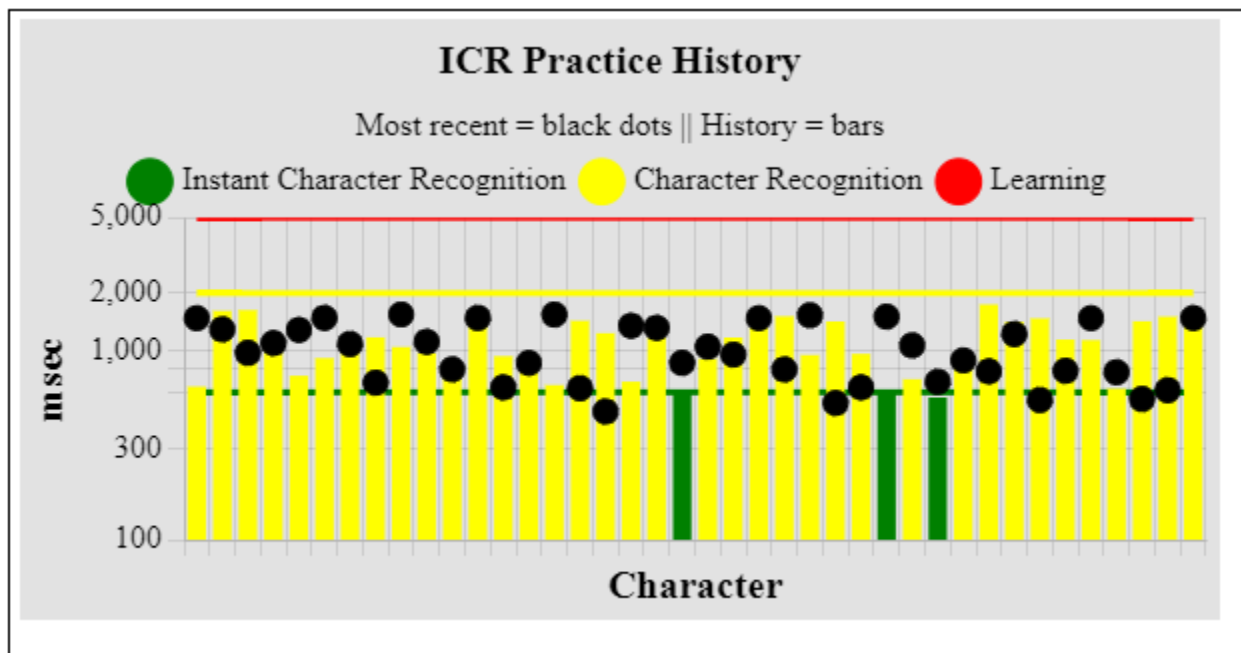 ICR Practice History
Most recent = black dots || History = bars
Instant Character Recognition Character Recognition Learning
5,000
2,000
1,000
300
100
msec
Character